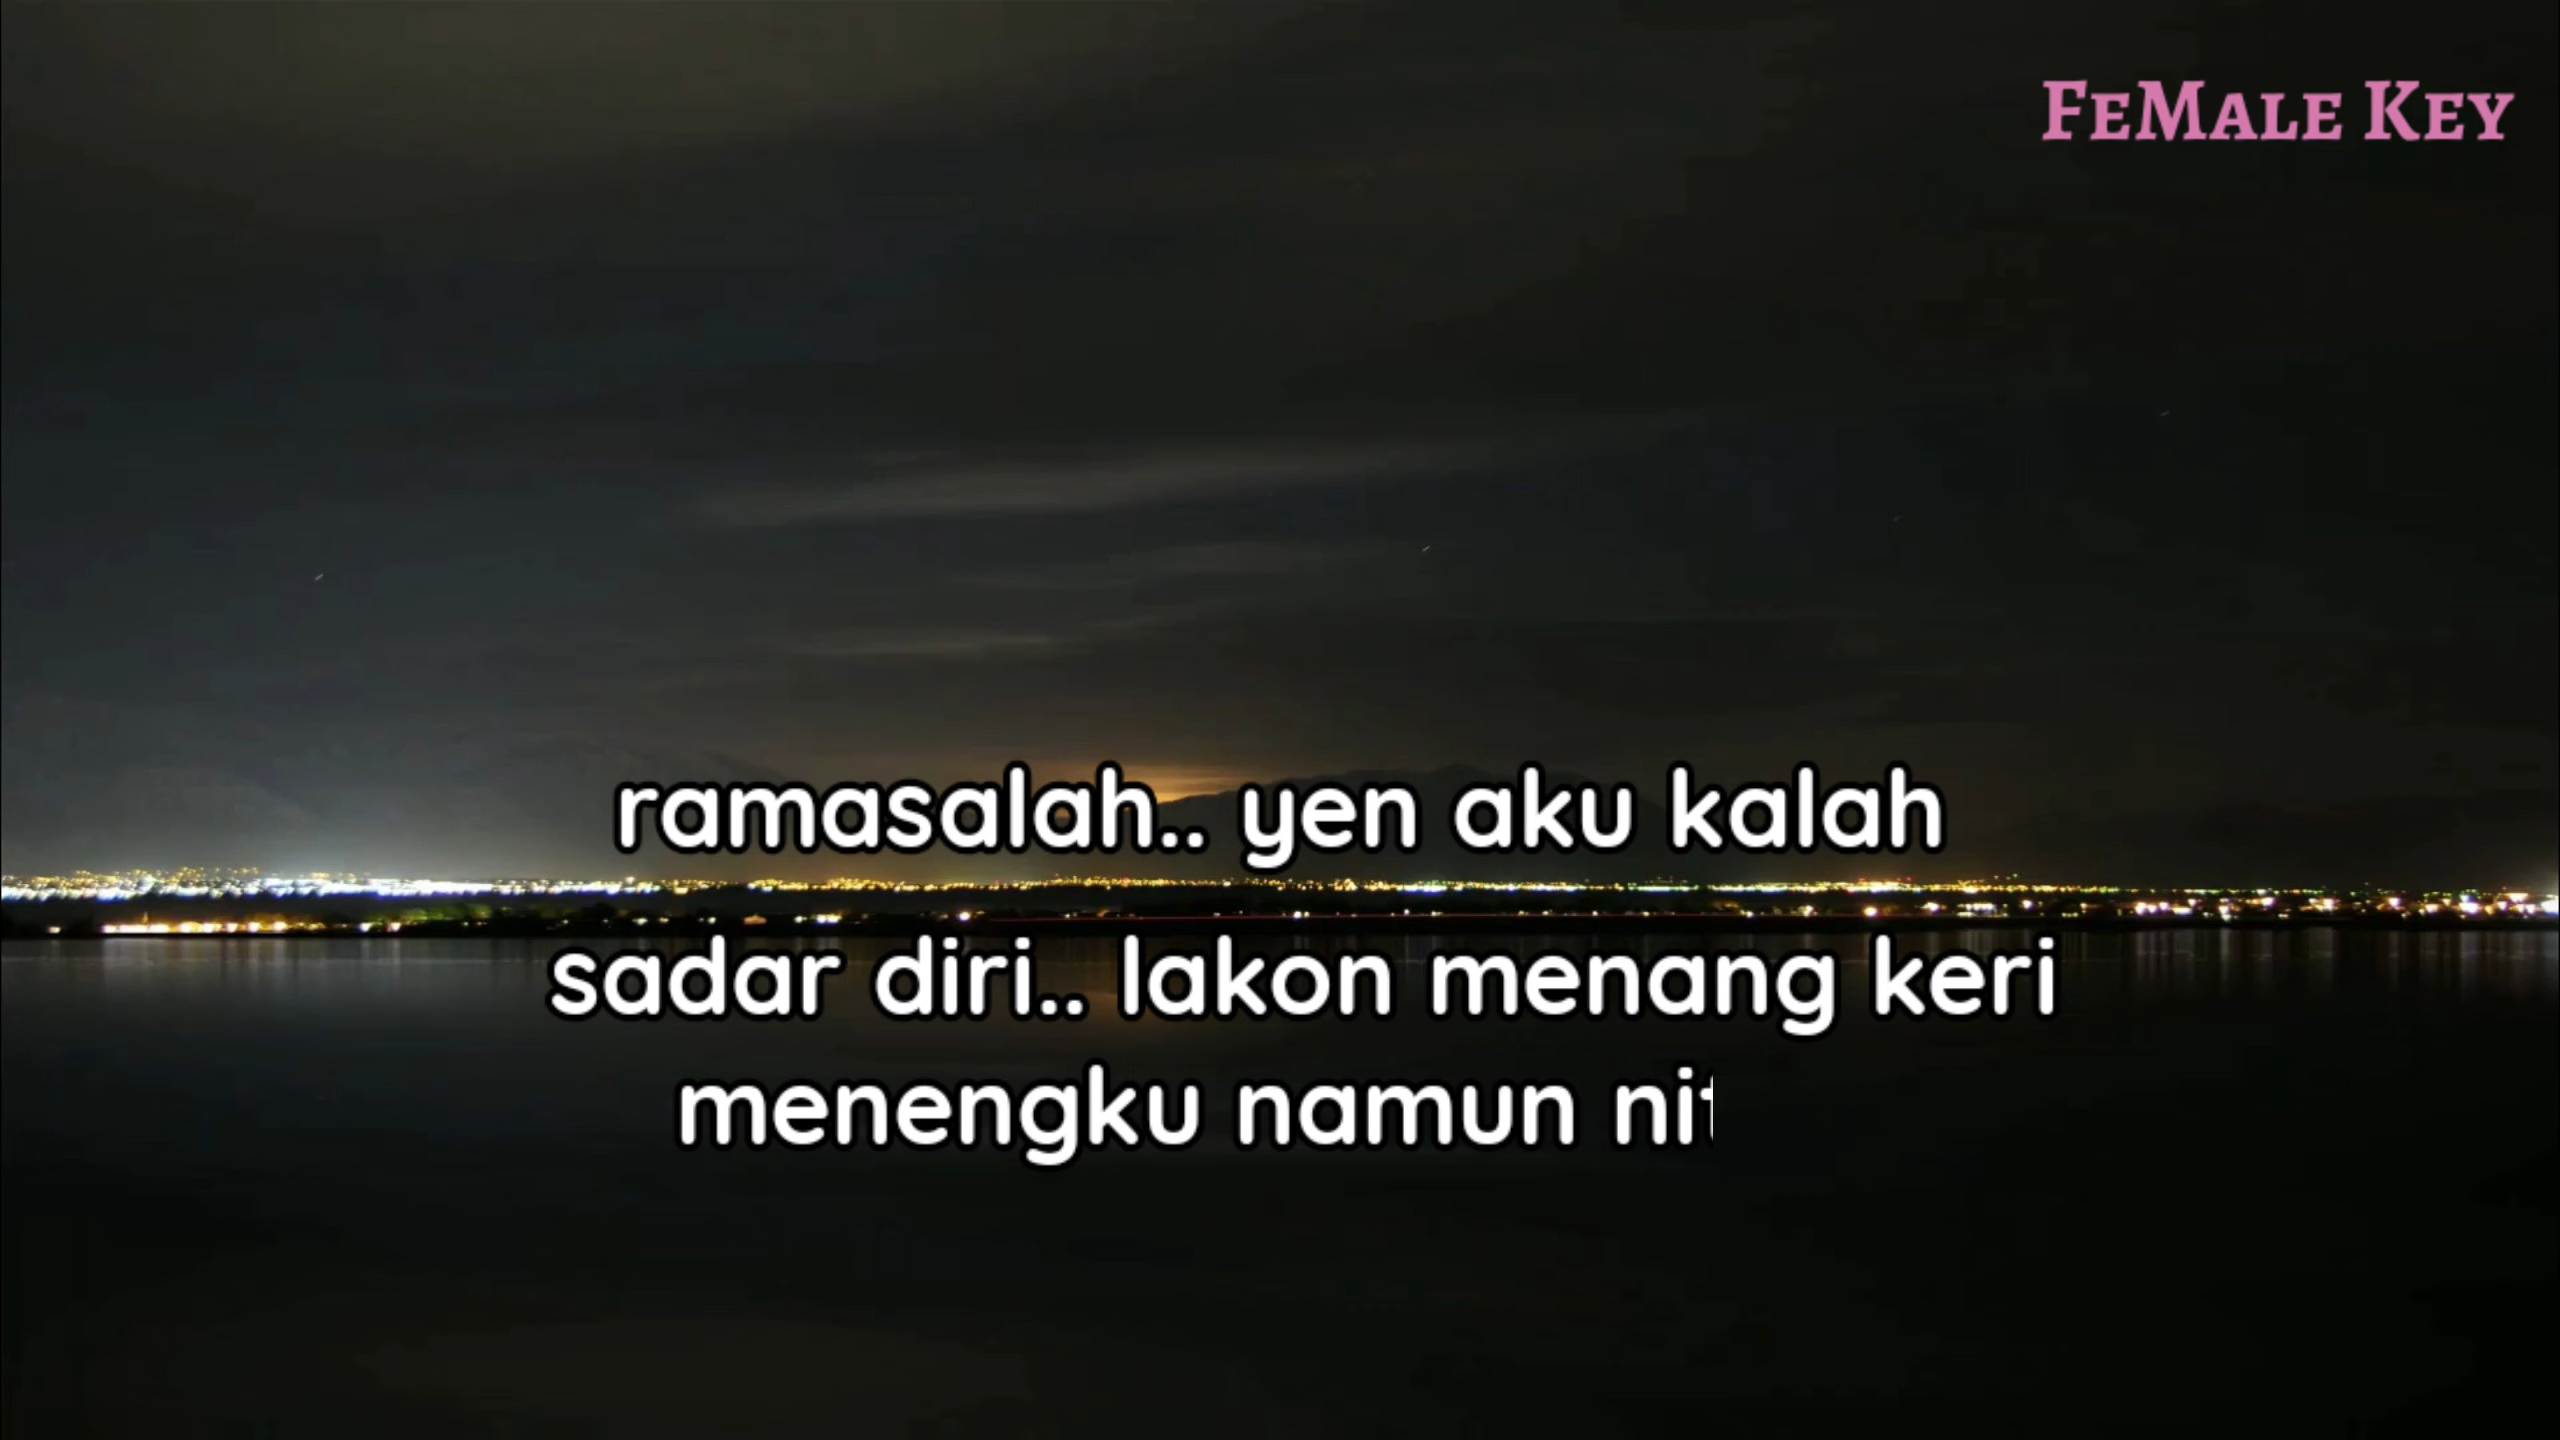 FeMale Key
ramasalah.. yen aku kalah
sadar diri.. lakon menang keri
menengku namun